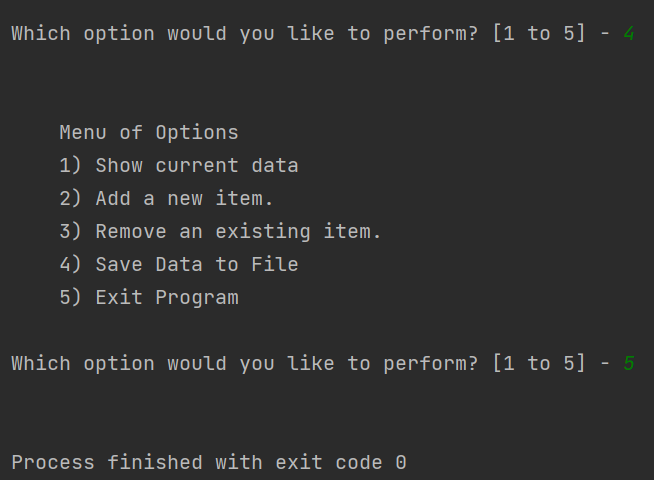 Which option would you like to perform? [1 to 5] - 4
Menu of Options
1) Show current data
2) Add a new item.
3) Remove an existing item.
4) Save Data to File
5) Exit Program
Which option would you like to perform? [1 to 5] - 5
Process finished with exit code 0